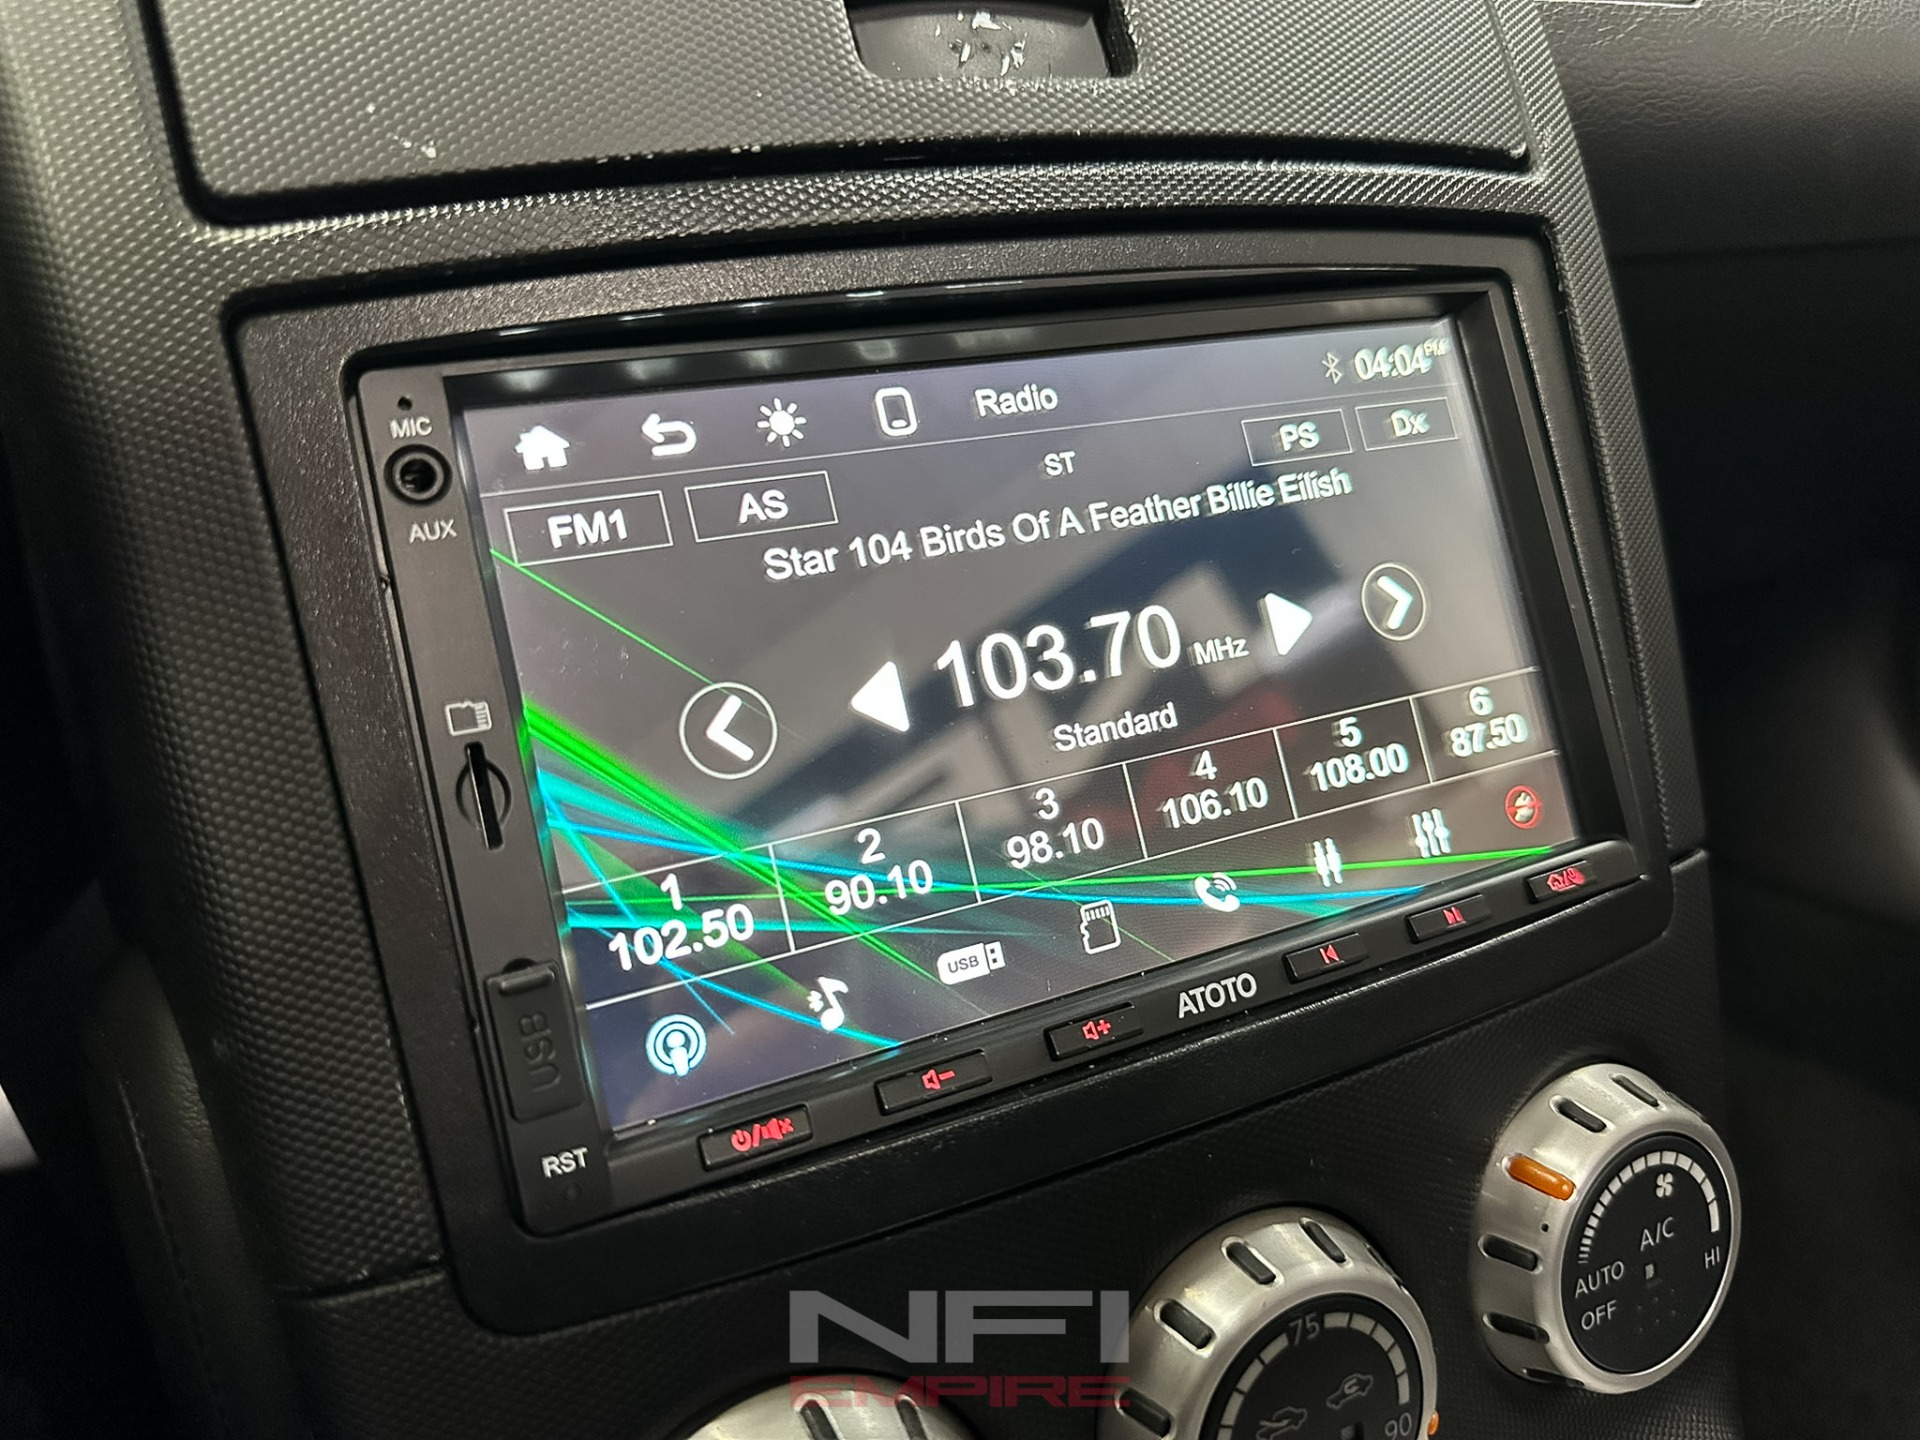 MIC
AUX
USB
RST
Radio
04:04 PM
FM1
AS
ST
PS
Dx
Star 104 Birds Of A Feather Billie Eilish
103.70 MHz
Standard
1
102.50
2
90.10
3
98.10
4
106.10
5
108.00
6
87.50
USB
ATOTO
A/C
AUTO
HI
OFF
75
90
NFI
EMPIRE